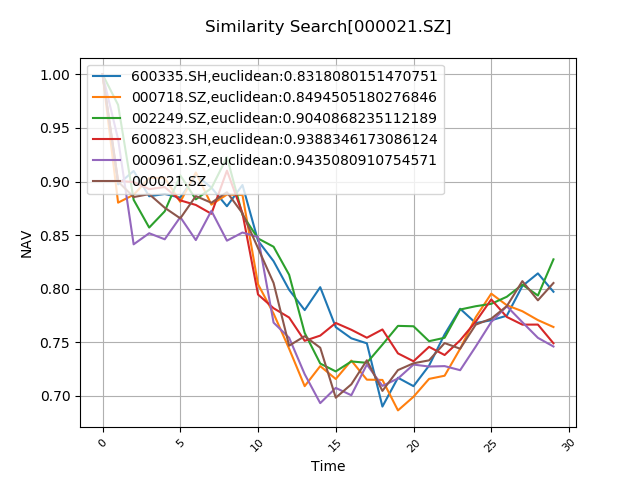 Similarity Search[000021.SZ]
1.00
0.95
0.90
0.85
0.80
0.75
0.70
NAV
600335.SH,euclidean:0.8318080151470751
000718.SZ,euclidean:0.8494505180276846
002249.SZ,euclidean:0.9040868235112189
600823.SH,euclidean:0.9388346173086124
000961.SZ,euclidean:0.9435080910754571
000021.SZ
0
5
10
15
20
25
30
Time